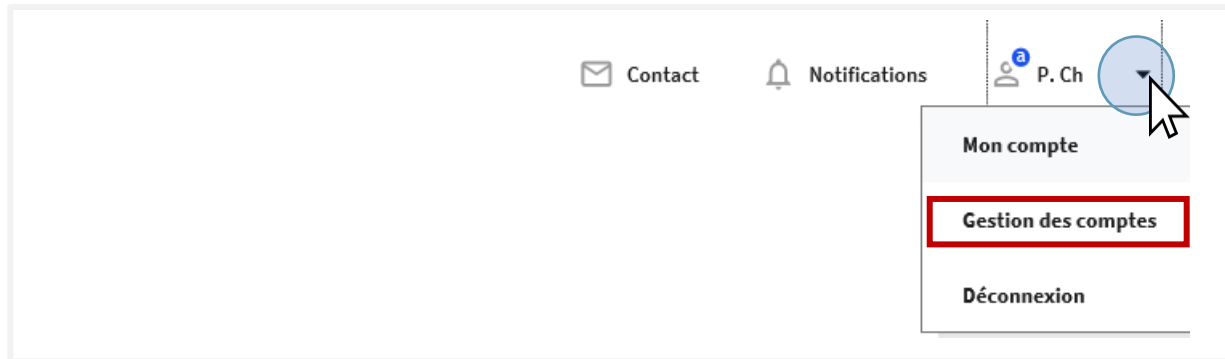 Contact
Notifications
a
P. Ch
Mon compte
Gestion des comptes
Déconnexion